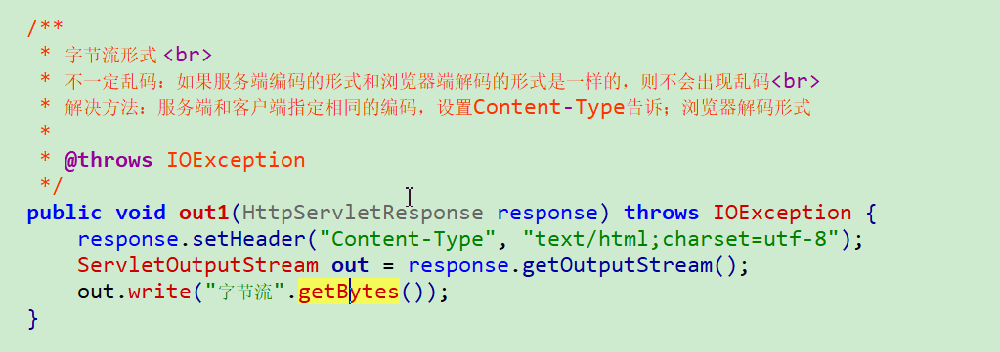 /**
 * 字节流形式 <br>
 * 不一定乱码：如果服务端编码的形式和浏览器端解码的形式是一样的，则不会出现乱码<br>
 * 解决方法：服务端和客户端指定相同的编码，设置Content-Type告诉；浏览器解码形式
 *
 * @throws IOException
 */
public void out1(HttpServletResponse response) throws IOException {
    response.setHeader("Content-Type", "text/html;charset=utf-8");
    ServletOutputStream out = response.getOutputStream();
    out.write("字节流".getBytes());
}